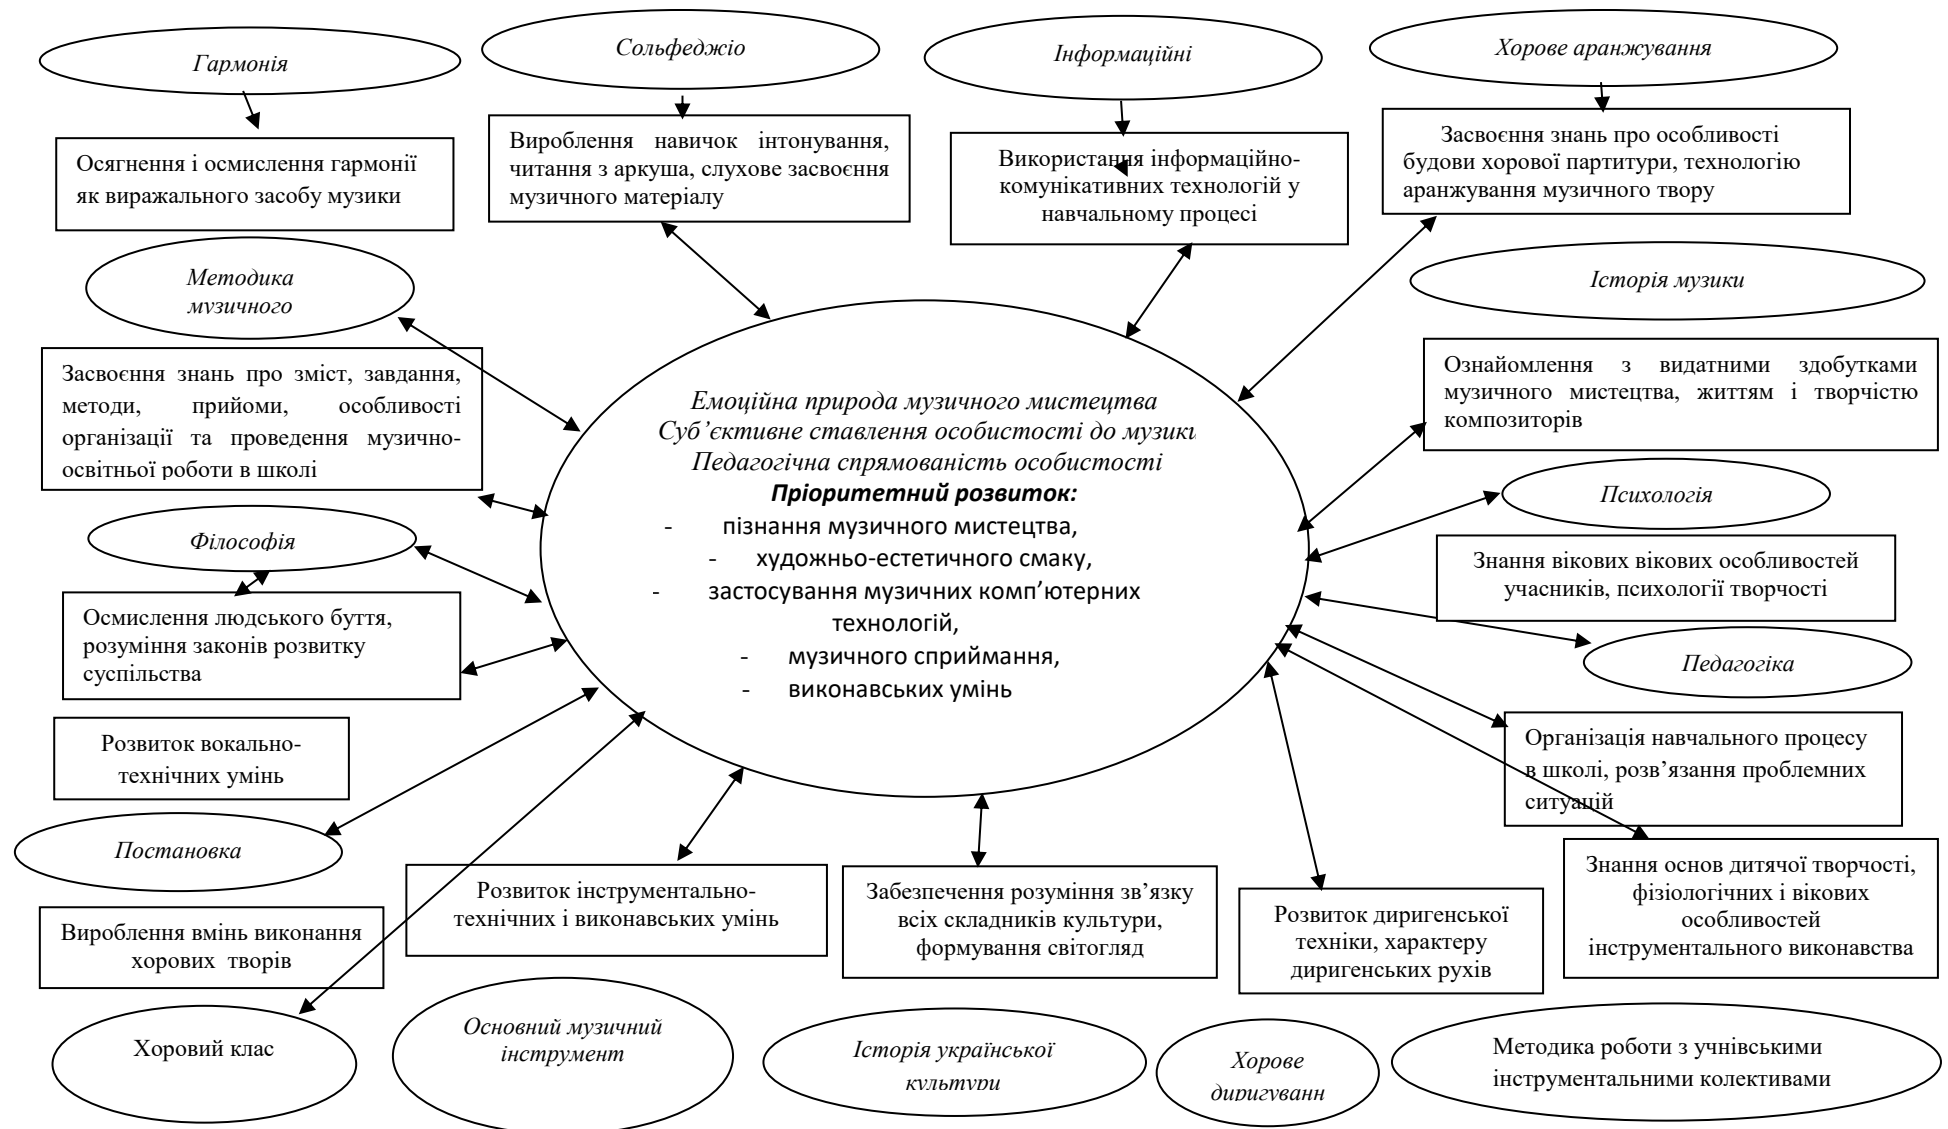 Гармонія
Сольфеджіо
Інформаційні
Хорове аранжування
Осягнення і осмислення гармонії
як виражального засобу музики
Вироблення навичок інтонування,
читання з аркуша, слухове засвоєння
музичного матеріалу
Використання інформаційно-
комунікативних технологій у
навчальному процесі
Засвоєння знань про особливості
будови хорової партитури, технологію
аранжування музичного твору
Методика
музичного
Історія музики
Засвоєння знань про зміст, завдання,
методи, прийоми, особливості
організації та проведення музично-
освітньої роботи в школі
Ознайомлення з видатними здобутками
музичного мистецтва, життям і творчістю
композиторів
Емоційна природа музичного мистецтва
Суб’єктивне ставлення особистості до музики
Педагогічна спрямованість особистості
Пріоритетний розвиток:
- пізнання музичного мистецтва,
- художньо-естетичного смаку,
- застосування музичних комп’ютерних
технологій,
- музичного сприймання,
- виконавських умінь
Психологія
Філософія
Знання вікових вікових особливостей
учасників, психології творчості
Осмислення людського буття,
розуміння законів розвитку
суспільства
Педагогіка
Розвиток вокально-
технічних умінь
Організація навчального процесу
в школі, розв’язання проблемних
ситуацій
Постановка
Розвиток інструментально-
технічних і виконавських умінь
Забезпечення розуміння зв’язку
всіх складників культури,
формування світогляд
Розвиток диригенської
техніки, характеру
диригенських рухів
Знання основ дитячої творчості,
фізіологічних і вікових
особливостей
інструментального виконавства
Вироблення вмінь виконання
хорових творів
Хоровий клас
Основний музичний
інструмент
Історія української
культури
Хорове
диригуванн
Методика роботи з учнівськими
інструментальними колективами